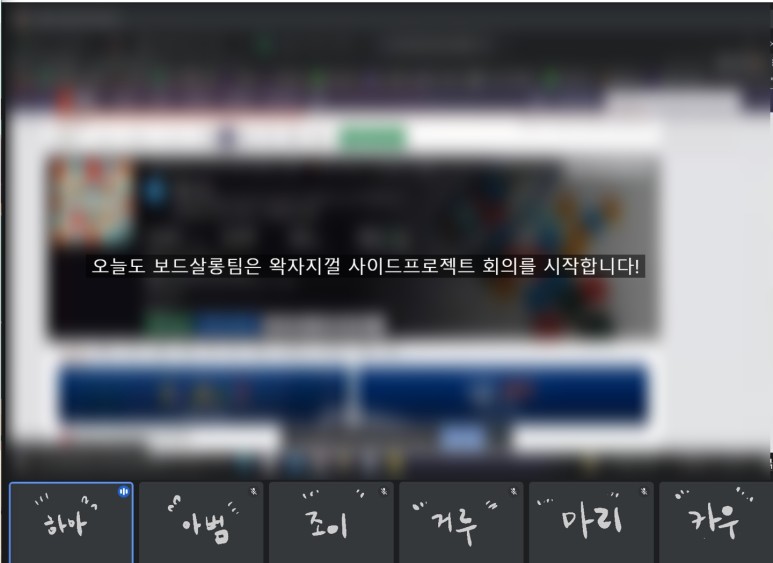 오늘도 보드살롱팀은 왁자지껄 사이드프로젝트 회의를 시작합니다!
하아 아범 조이 거루 마리 카우